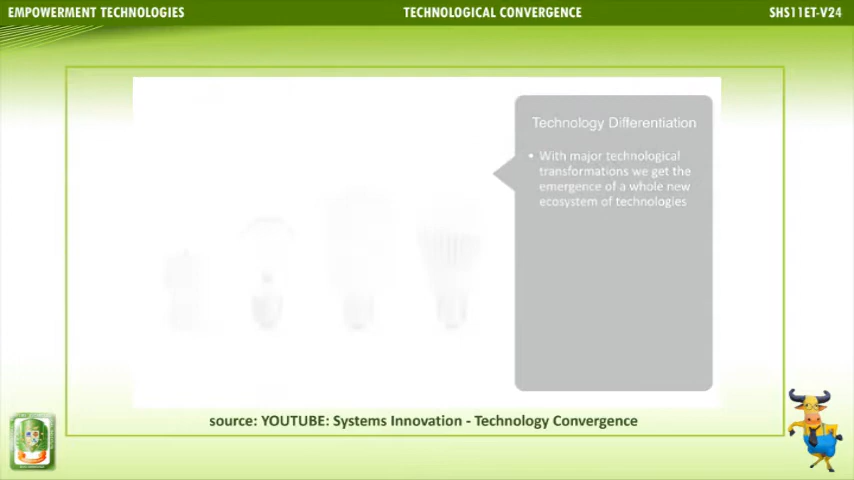 EMPOWERMENT TECHNOLOGIES
TECHNOLOGICAL CONVERGENCE
SHS11ET-V24
Technology Differentiation
• With major technological
transformations we get the
emergence of a whole new
ecosystem of technologies
source: YOUTUBE: Systems Innovation - Technology Convergence